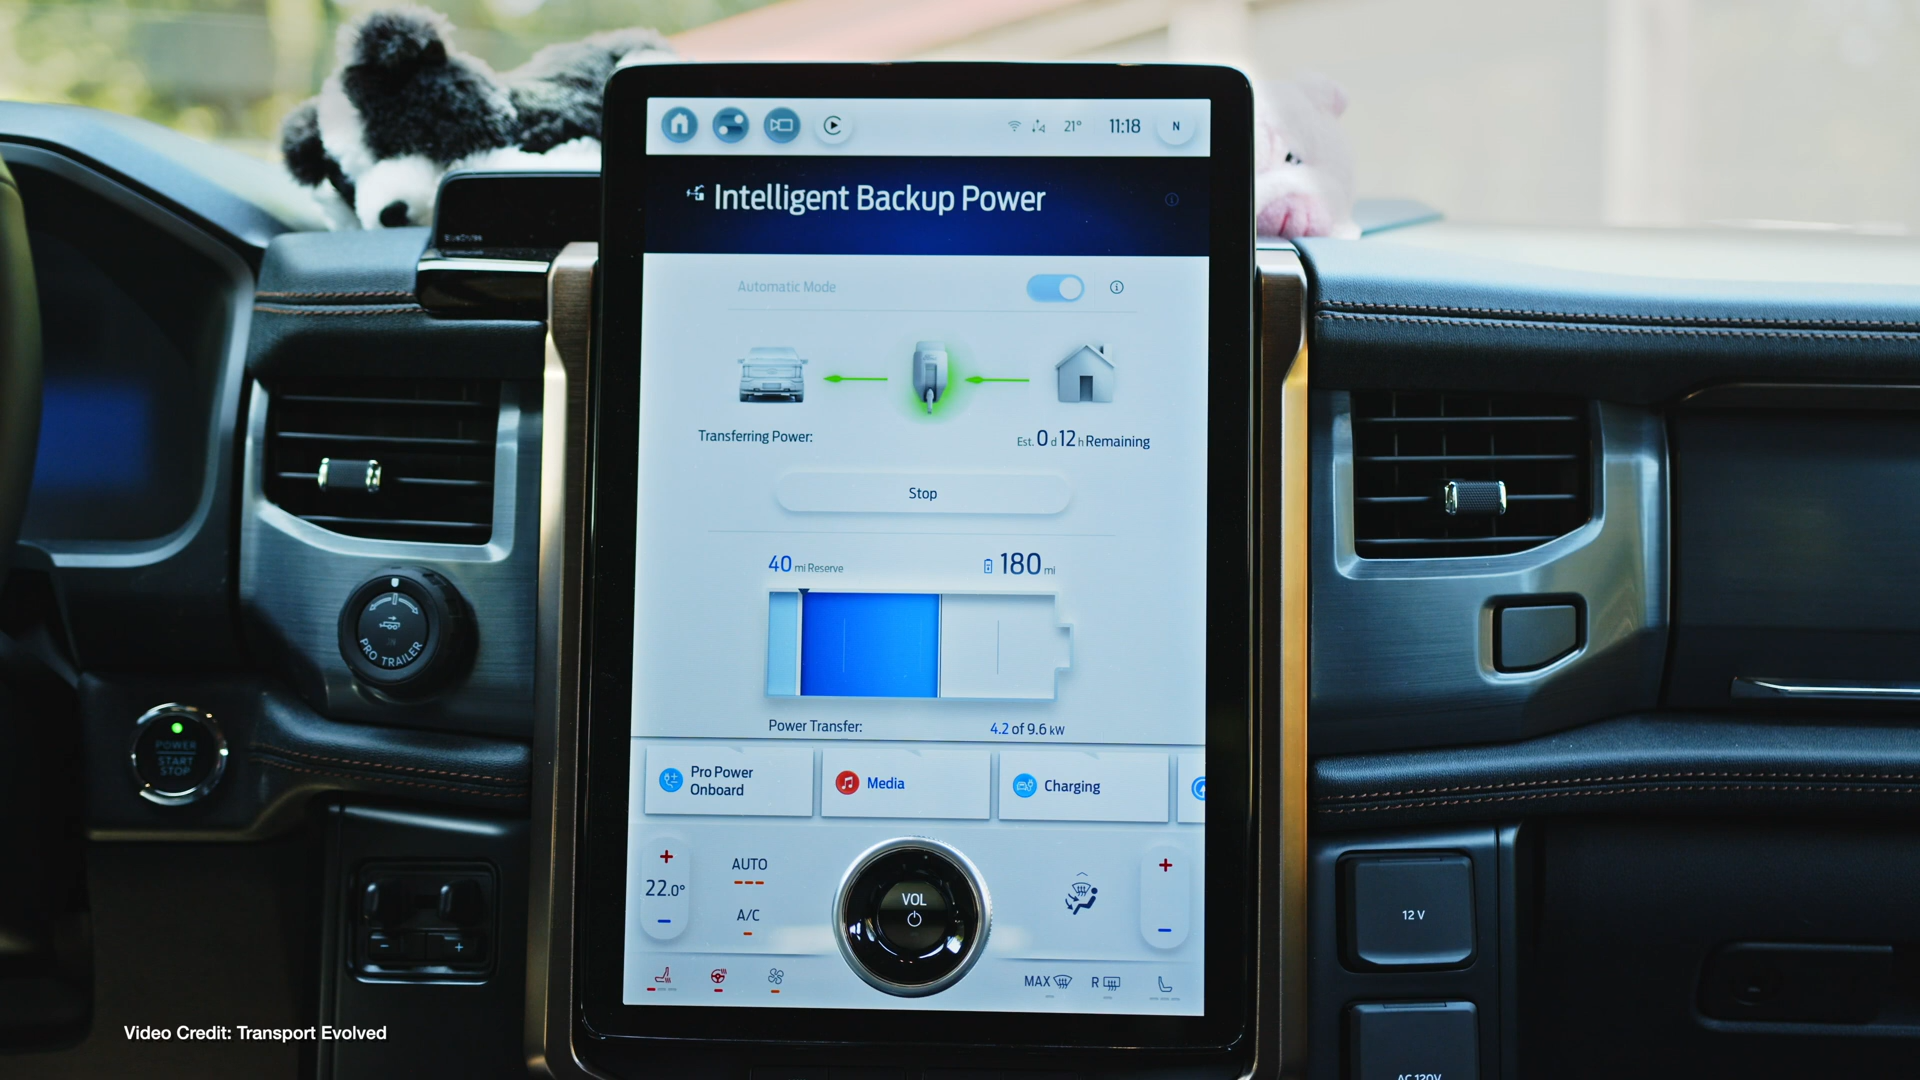 21° 11:18 N
Intelligent Backup Power
Automatic Mode
Transferring Power:
Est. 0 d 12 h Remaining
Stop
40 mi Reserve
180 mi
Power Transfer:
4.2 of 9.6 kW
Pro Power
Onboard
Media
Charging
22.0°
AUTO
A/C
VOL
MAX
R
PRO TRAILER
POWER
START
STOP
12 V
AC 120V
Video Credit: Transport Evolved